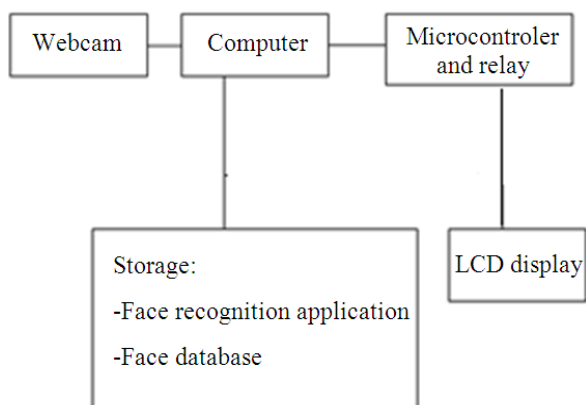 Webcam
Computer
Microcontroler
and relay
Storage:
-Face recognition application
-Face database
LCD display